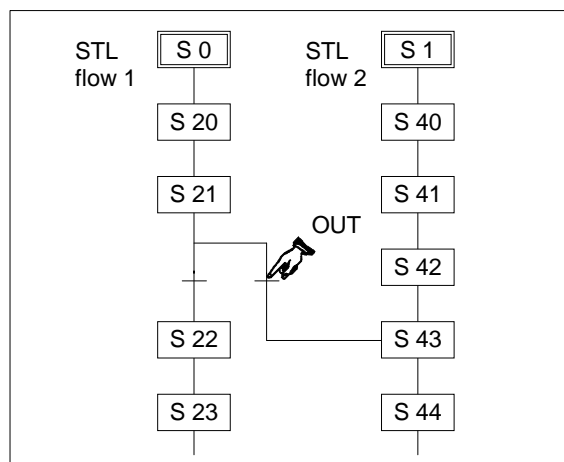 STL
flow 1
S 0
STL
flow 2
S 1
S 20
S 40
S 21
S 41
OUT
S 42
S 22
S 43
S 23
S 44